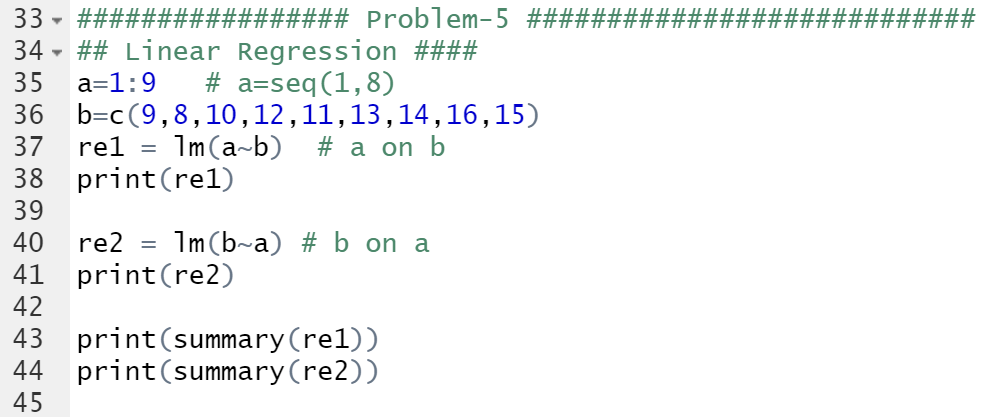 33 ################# Problem-5 ############################
34 ## Linear Regression ####
35 a=1:9   # a=seq(1,8)
36 b=c(9,8,10,12,11,13,14,16,15)
37 re1 = lm(a~b)  # a on b
38 print(re1)
39
40 re2 = lm(b~a) # b on a
41 print(re2)
42
43 print(summary(re1))
44 print(summary(re2))
45